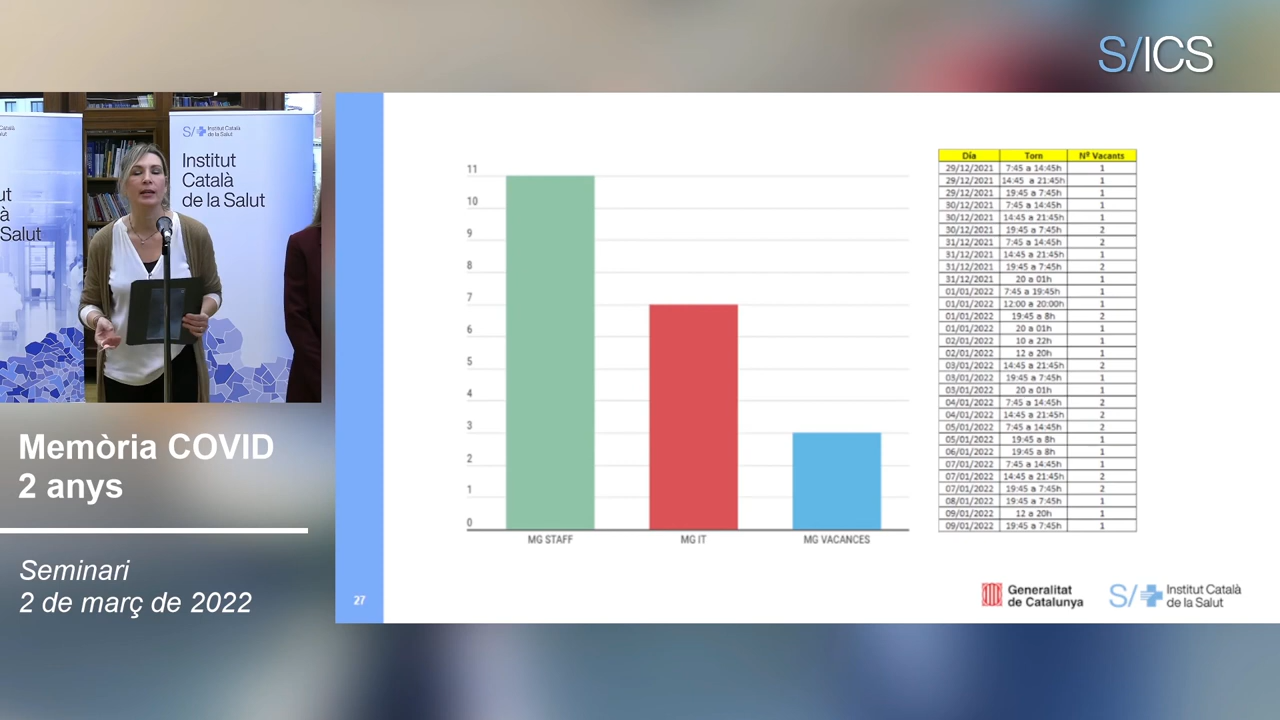 S/ICS
S/ Institut Català
de la Salut
Institut
Català
de la Salut
Salut
Memòria COVID
2 anys
Seminari
2 de març de 2022
11
10
9
8
7
6
5
4
3
2
1
0
MG STAFF MG IT MG VACANCES
Día Torn Nº Vacants
29/12/2021 7:45 a 14:45h 1
29/12/2021 14:45 a 21:45h 1
29/12/2021 19:45 a 7:45h 1
30/12/2021 7:45 a 14:45h 1
30/12/2021 14:45 a 21:45h 1
30/12/2021 19:45 a 7:45h 2
31/12/2021 7:45 a 14:45h 2
31/12/2021 14:45 a 21:45h 1
31/12/2021 19:45 a 7:45h 2
31/12/2021 20 a 01h 1
01/01/2022 7:45 a 19:45h 1
01/01/2022 12:00 a 20:00h 1
01/01/2022 19:45 a 8h 2
01/01/2022 20 a 01h 1
02/01/2022 10 a 22h 1
02/01/2022 12 a 20h 1
03/01/2022 14:45 a 21:45h 2
03/01/2022 19:45 a 7:45h 1
03/01/2022 20 a 01h 1
04/01/2022 7:45 a 14:45h 2
04/01/2022 14:45 a 21:45h 2
05/01/2022 7:45 a 14:45h 2
05/01/2022 19:45 a 8h 1
06/01/2022 19:45 a 8h 1
07/01/2022 7:45 a 14:45h 1
07/01/2022 14:45 a 21:45h 2
07/01/2022 19:45 a 7:45h 2
08/01/2022 19:45 a 7:45h 1
09/01/2022 12 a 20h 1
09/01/2022 19:45 a 7:45h 1
27
Generalitat
de Catalunya
S/ Institut Català
de la Salut